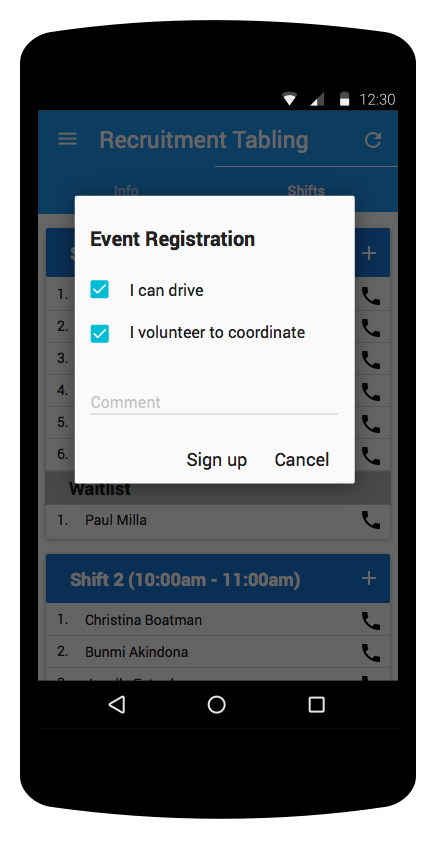 12:30
Recruitment Tabling
Info
Shifts
Event Registration
I can drive
I volunteer to coordinate
Comment
Sign up
Cancel
1.
2.
3.
4.
5.
6.
Waitlist
1. Paul Milla
Shift 2 (10:00am - 11:00am)
1. Christina Boatman
2. Bunmi Akindona